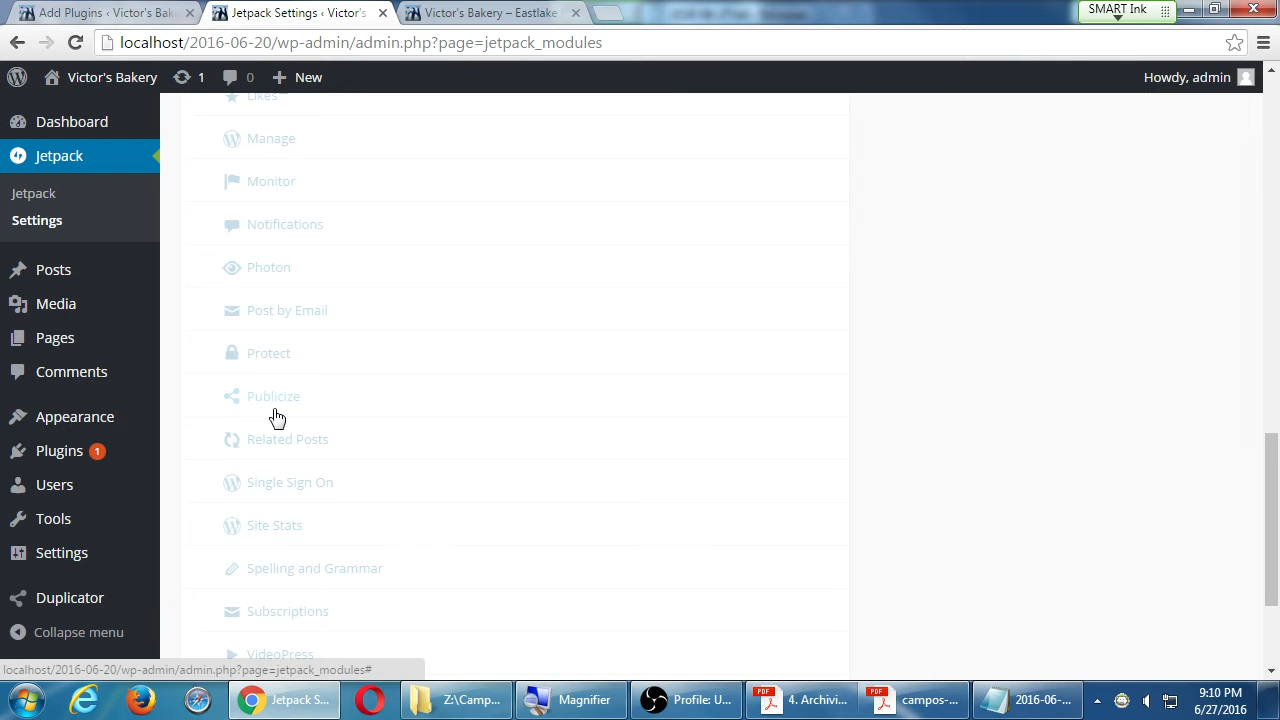 Add Plugins ‹ Victor's Bak
Jetpack Settings ‹ Victor's
Victor's Bakery – Eastlake
SMART Ink
localhost/2016-06-20/wp-admin/admin.php?page=jetpack_modules
Victor's Bakery
1
0
New
Howdy, admin
Dashboard
Jetpack
Jetpack
Settings
Posts
Media
Pages
Comments
Appearance
Plugins 1
Users
Tools
Settings
Duplicator
Collapse menu
Likes
Manage
Monitor
Notifications
Photon
Post by Email
Protect
Publicize
Related Posts
Single Sign On
Site Stats
Spelling and Grammar
Subscriptions
VideoPress
localhost/2016-06-20/wp-admin/admin.php?page=jetpack_modules#
Jetpack S...
Z:\Camp...
Magnifier
Profile: U...
PDF
4. Archivi...
PDF
campos-...
2016-06-...
9:10 PM
6/27/2016